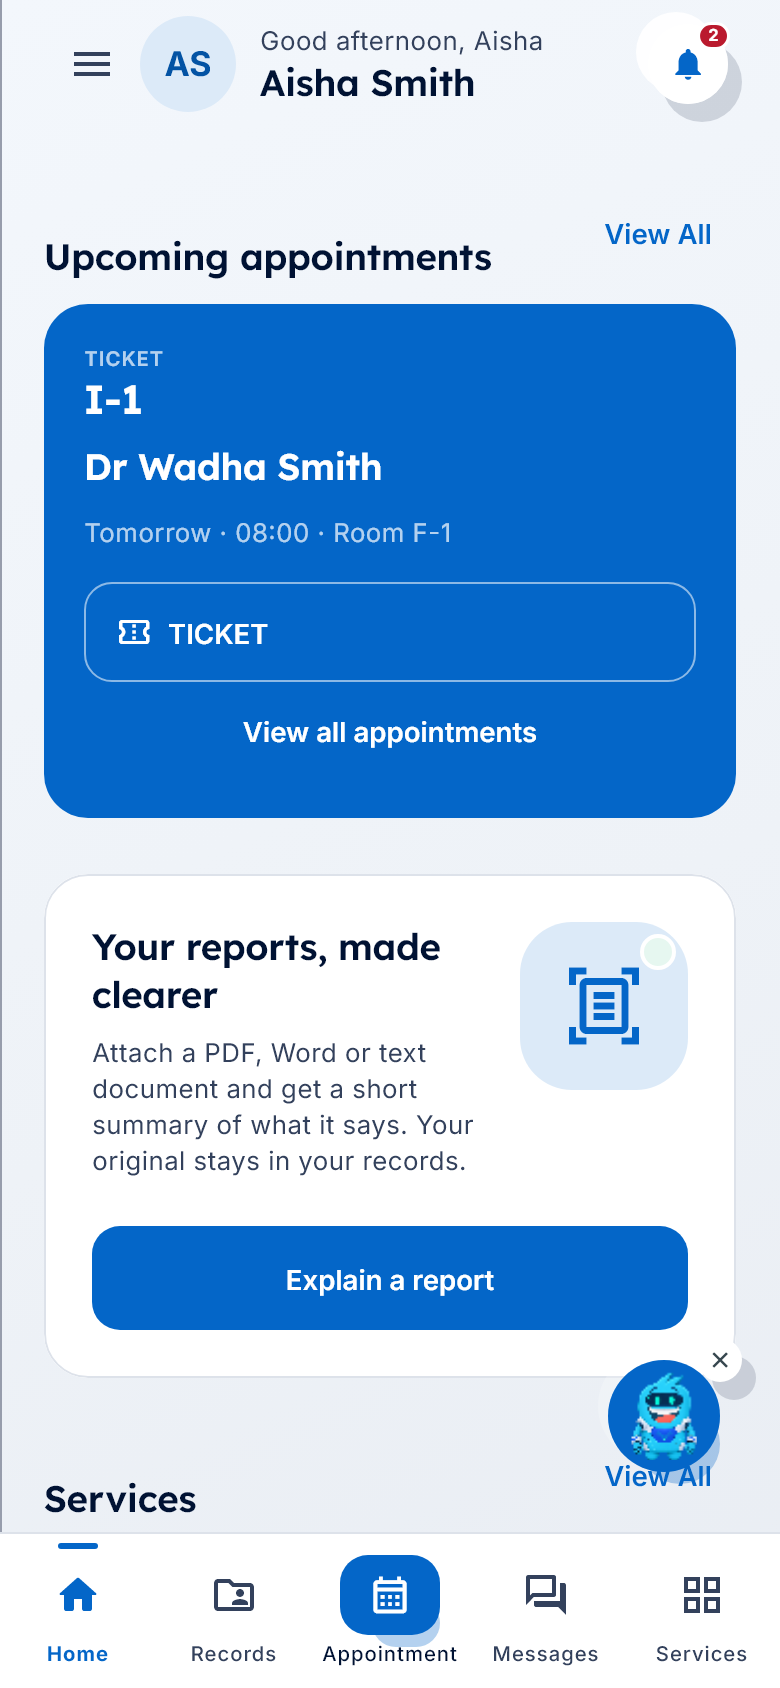 AS
Good afternoon, Aisha
Aisha Smith
2
Upcoming appointments
View All
TICKET
I-1
Dr Wadha Smith
Tomorrow · 08:00 · Room F-1
TICKET
View all appointments
Your reports, made
clearer
Attach a PDF, Word or text
document and get a short
summary of what it says. Your
original stays in your records.
Explain a report
Services
View All
Home
Records
Appointment
Messages
Services